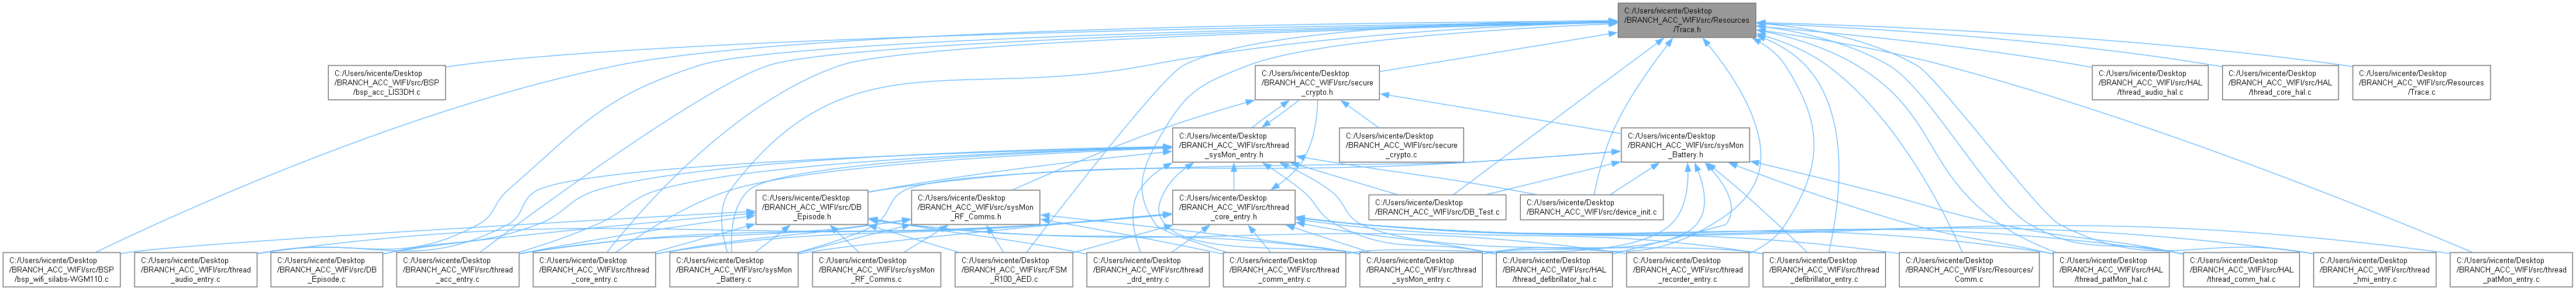 C:/Users/ivicente/Desktop
/BRANCH_ACC_WIFI/src/Resources
/Trace.h
C:/Users/ivicente/Desktop
/BRANCH_ACC_WIFI/src/BSP
/bsp_acc_LIS3DH.c
C:/Users/ivicente/Desktop
/BRANCH_ACC_WIFI/src/secure
_crypto.h
C:/Users/ivicente/Desktop
/BRANCH_ACC_WIFI/src/HAL
/thread_audio_hal.c
C:/Users/ivicente/Desktop
/BRANCH_ACC_WIFI/src/HAL
/thread_core_hal.c
C:/Users/ivicente/Desktop
/BRANCH_ACC_WIFI/src/Resources
/Trace.c
C:/Users/ivicente/Desktop
/BRANCH_ACC_WIFI/src/thread
_sysMon_entry.h
C:/Users/ivicente/Desktop
/BRANCH_ACC_WIFI/src/secure
_crypto.c
C:/Users/ivicente/Desktop
/BRANCH_ACC_WIFI/src/sysMon
_Battery.h
C:/Users/ivicente/Desktop
/BRANCH_ACC_WIFI/src/DB
_Episode.h
C:/Users/ivicente/Desktop
/BRANCH_ACC_WIFI/src/sysMon
_RF_Comms.h
C:/Users/ivicente/Desktop
/BRANCH_ACC_WIFI/src/thread
_core_entry.h
C:/Users/ivicente/Desktop
/BRANCH_ACC_WIFI/src/DB_Test.c
C:/Users/ivicente/Desktop
/BRANCH_ACC_WIFI/src/device_init.c
C:/Users/ivicente/Desktop
/BRANCH_ACC_WIFI/src/BSP
/bsp_wifi_silabs-WGM110.c
C:/Users/ivicente/Desktop
/BRANCH_ACC_WIFI/src/thread
_audio_entry.c
C:/Users/ivicente/Desktop
/BRANCH_ACC_WIFI/src/DB
_Episode.c
C:/Users/ivicente/Desktop
/BRANCH_ACC_WIFI/src/thread
_acc_entry.c
C:/Users/ivicente/Desktop
/BRANCH_ACC_WIFI/src/thread
_core_entry.c
C:/Users/ivicente/Desktop
/BRANCH_ACC_WIFI/src/sysMon
_Battery.c
C:/Users/ivicente/Desktop
/BRANCH_ACC_WIFI/src/sysMon
_RF_Comms.c
C:/Users/ivicente/Desktop
/BRANCH_ACC_WIFI/src/FSM
_R100_AED.c
C:/Users/ivicente/Desktop
/BRANCH_ACC_WIFI/src/thread
_drd_entry.c
C:/Users/ivicente/Desktop
/BRANCH_ACC_WIFI/src/thread
_comm_entry.c
C:/Users/ivicente/Desktop
/BRANCH_ACC_WIFI/src/thread
_sysMon_entry.c
C:/Users/ivicente/Desktop
/BRANCH_ACC_WIFI/src/HAL
/thread_defibrillator_hal.c
C:/Users/ivicente/Desktop
/BRANCH_ACC_WIFI/src/thread
_recorder_entry.c
C:/Users/ivicente/Desktop
/BRANCH_ACC_WIFI/src/thread
_defibrillator_entry.c
C:/Users/ivicente/Desktop
/BRANCH_ACC_WIFI/src/Resources/
Comm.c
C:/Users/ivicente/Desktop
/BRANCH_ACC_WIFI/src/HAL
/thread_patMon_hal.c
C:/Users/ivicente/Desktop
/BRANCH_ACC_WIFI/src/HAL
/thread_comm_hal.c
C:/Users/ivicente/Desktop
/BRANCH_ACC_WIFI/src/thread
_hmi_entry.c
C:/Users/ivicente/Desktop
/BRANCH_ACC_WIFI/src/thread
_patMon_entry.c